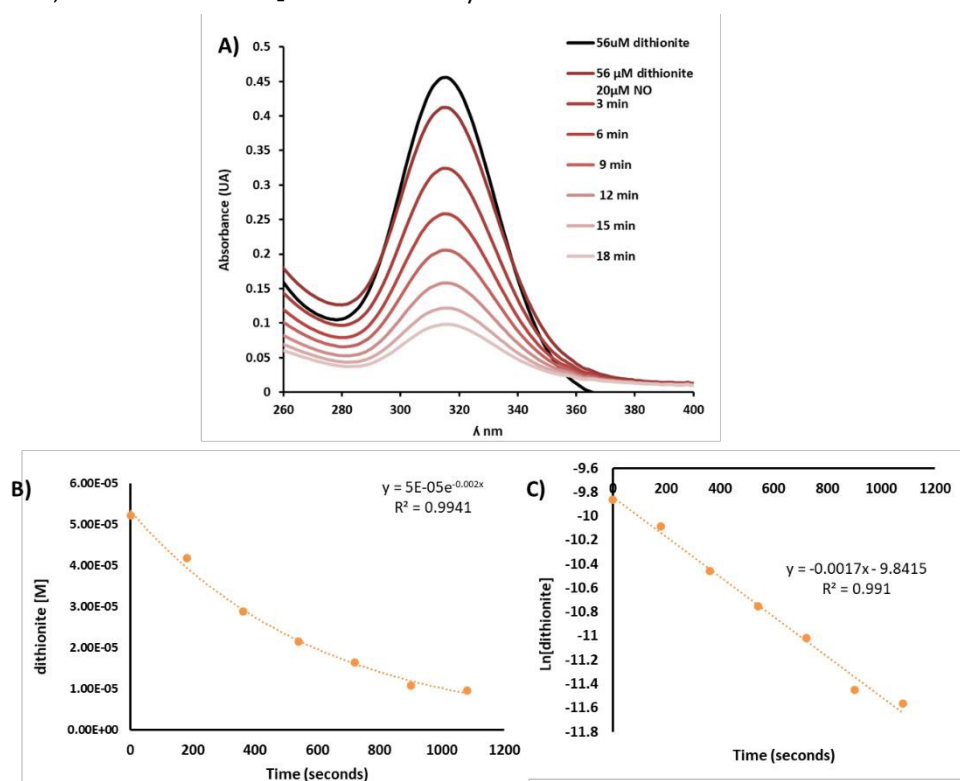 A)
0.5
0.45
0.4
0.35
0.3
0.25
0.2
0.15
0.1
0.05
0
Absorbance (UA)
260 280 300 320 340 360 380 400
λ nm
56uM dithionite
56 µM dithionite
20µM NO
3 min
6 min
9 min
12 min
15 min
18 min
B)
6.00E-05
5.00E-05
4.00E-05
3.00E-05
2.00E-05
1.00E-05
0.00E+00
dithionite [M]
0 200 400 600 800 1000 1200
Time (seconds)
y = 5E-05e^-0.002x
R² = 0.9941
C)
-9.6
-9.8
-10
-10.2
-10.4
-10.6
-10.8
-11
-11.2
-11.4
-11.6
-11.8
Ln[dithionite]
0 200 400 600 800 1000 1200
y = -0.0017x - 9.8415
R² = 0.991
Time (seconds)